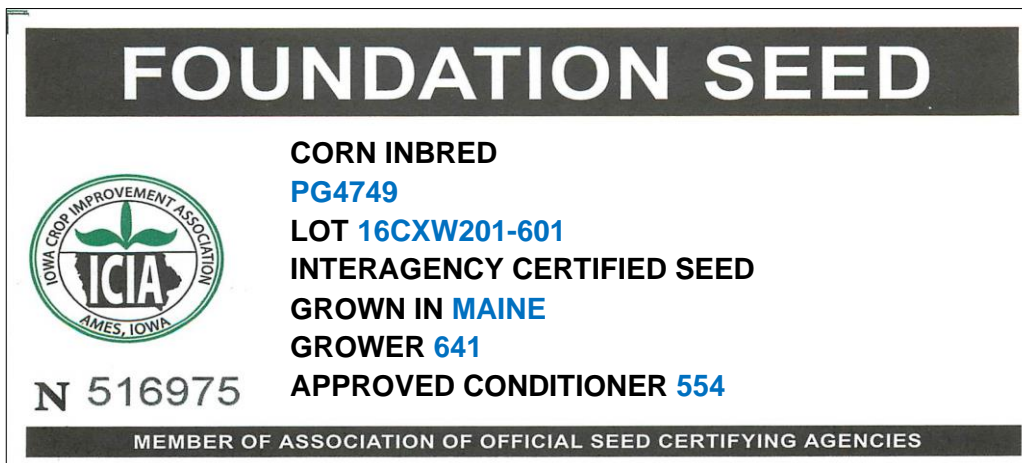 FOUNDATION SEED
CORN INBRED
PG4749
LOT 16CXW201-601
INTERAGENCY CERTIFIED SEED
GROWN IN MAINE
GROWER 641
APPROVED CONDITIONER 554
IOWA CROP IMPROVEMENT ASSOCIATION
ICIA
AMES, IOWA
N 516975
MEMBER OF ASSOCIATION OF OFFICIAL SEED CERTIFYING AGENCIES